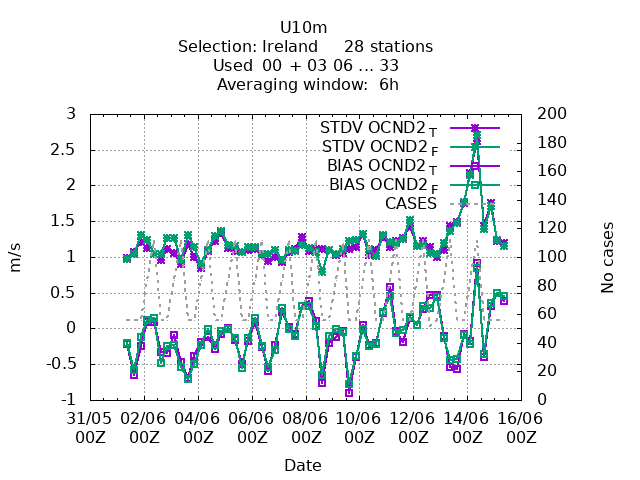 U10m
Selection: Ireland 28 stations
Used 00 + 03 06 ... 33
Averaging window: 6h
STDV OCND2 T
STDV OCND2 F
BIAS OCND2 T
BIAS OCND2 F
CASES
3
2.5
2
1.5
1
0.5
0
-0.5
-1
m/s
200
180
160
140
120
100
80
60
40
20
0
No cases
31/05 02/06 04/06 06/06 08/06 10/06 12/06 14/06 16/06
00Z 00Z 00Z 00Z 00Z 00Z 00Z 00Z 00Z
Date